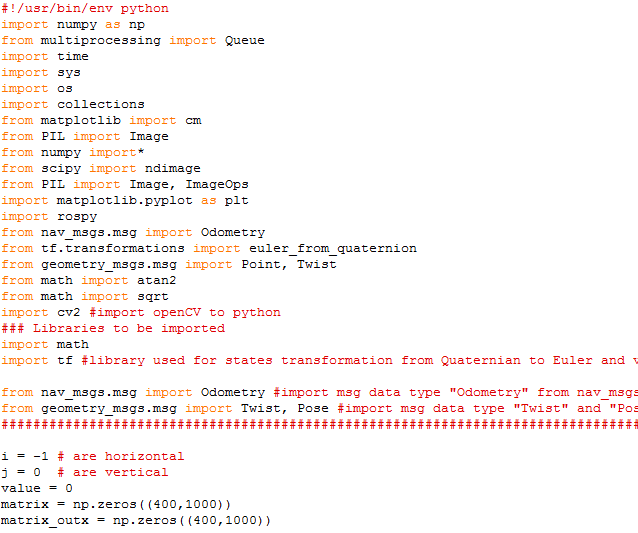 #!/usr/bin/env python
import numpy as np
from multiprocessing import Queue
import time
import sys
import os
import collections
from matplotlib import cm
from PIL import Image
from numpy import*
from scipy import ndimage
from PIL import Image, ImageOps
import matplotlib.pyplot as plt
import rospy
from nav_msgs.msg import Odometry
from tf.transformations import euler_from_quaternion
from geometry_msgs.msg import Point, Twist
from math import atan2
from math import sqrt
import cv2 #import openCV to python
### Libraries to be imported
import math
import tf #library used for states transformation from Quaternian to Euler and v
from nav_msgs.msg import Odometry #import msg data type "Odometry" from nav_msgs
from geometry_msgs.msg import Twist, Pose #import msg data type "Twist" and "Pos
################################################################################
i = -1 # are horizontal
j = 0  # are vertical
value = 0
matrix = np.zeros((400,1000))
matrix_outx = np.zeros((400,1000))